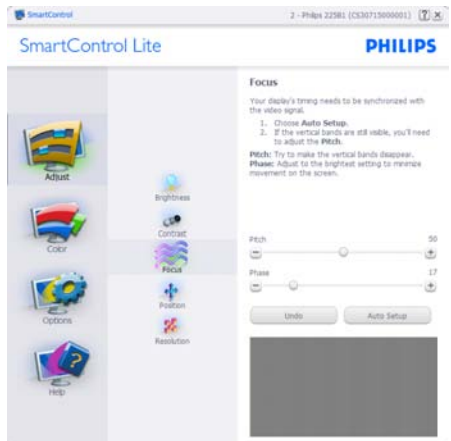 SmartControl
2 - Philips 225B1 (CS30715000001)
SmartControl Lite
PHILIPS
Adjust
Color
Options
Help
Brightness
Contrast
Focus
Position
Resolution
Focus
Your display's timing needs to be synchronized with
the video signal.
1. Choose Auto Setup.
2. If the vertical bands are still visible, you'll need
to adjust the Pitch.
Pitch: Try to make the vertical bands disappear.
Phase: Adjust to the brightest setting to minimize
movement on the screen.
Pitch 50
Phase 17
Undo Auto Setup